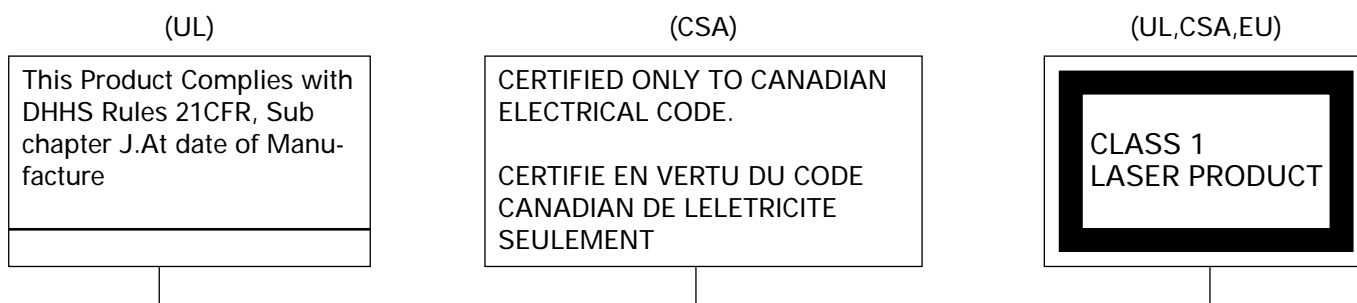 (UL)
This Product Complies with
DHHS Rules 21CFR, Sub
chapter J.At date of Manu-
facture
(CSA)
CERTIFIED ONLY TO CANADIAN
ELECTRICAL CODE.
CERTIFIE EN VERTU DU CODE
CANADIAN DE LELETRICITE
SEULEMENT
(UL,CSA,EU)
CLASS 1
LASER PRODUCT